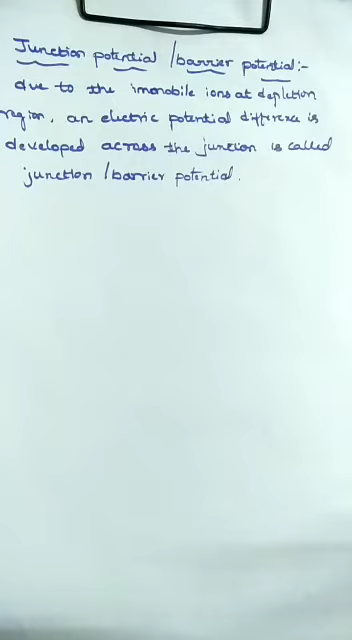 Junction potential / barrier potential:-
due to the immobile ions at depletion
region, an electric potential difference is
developed across the junction is called
junction / barrier potential.